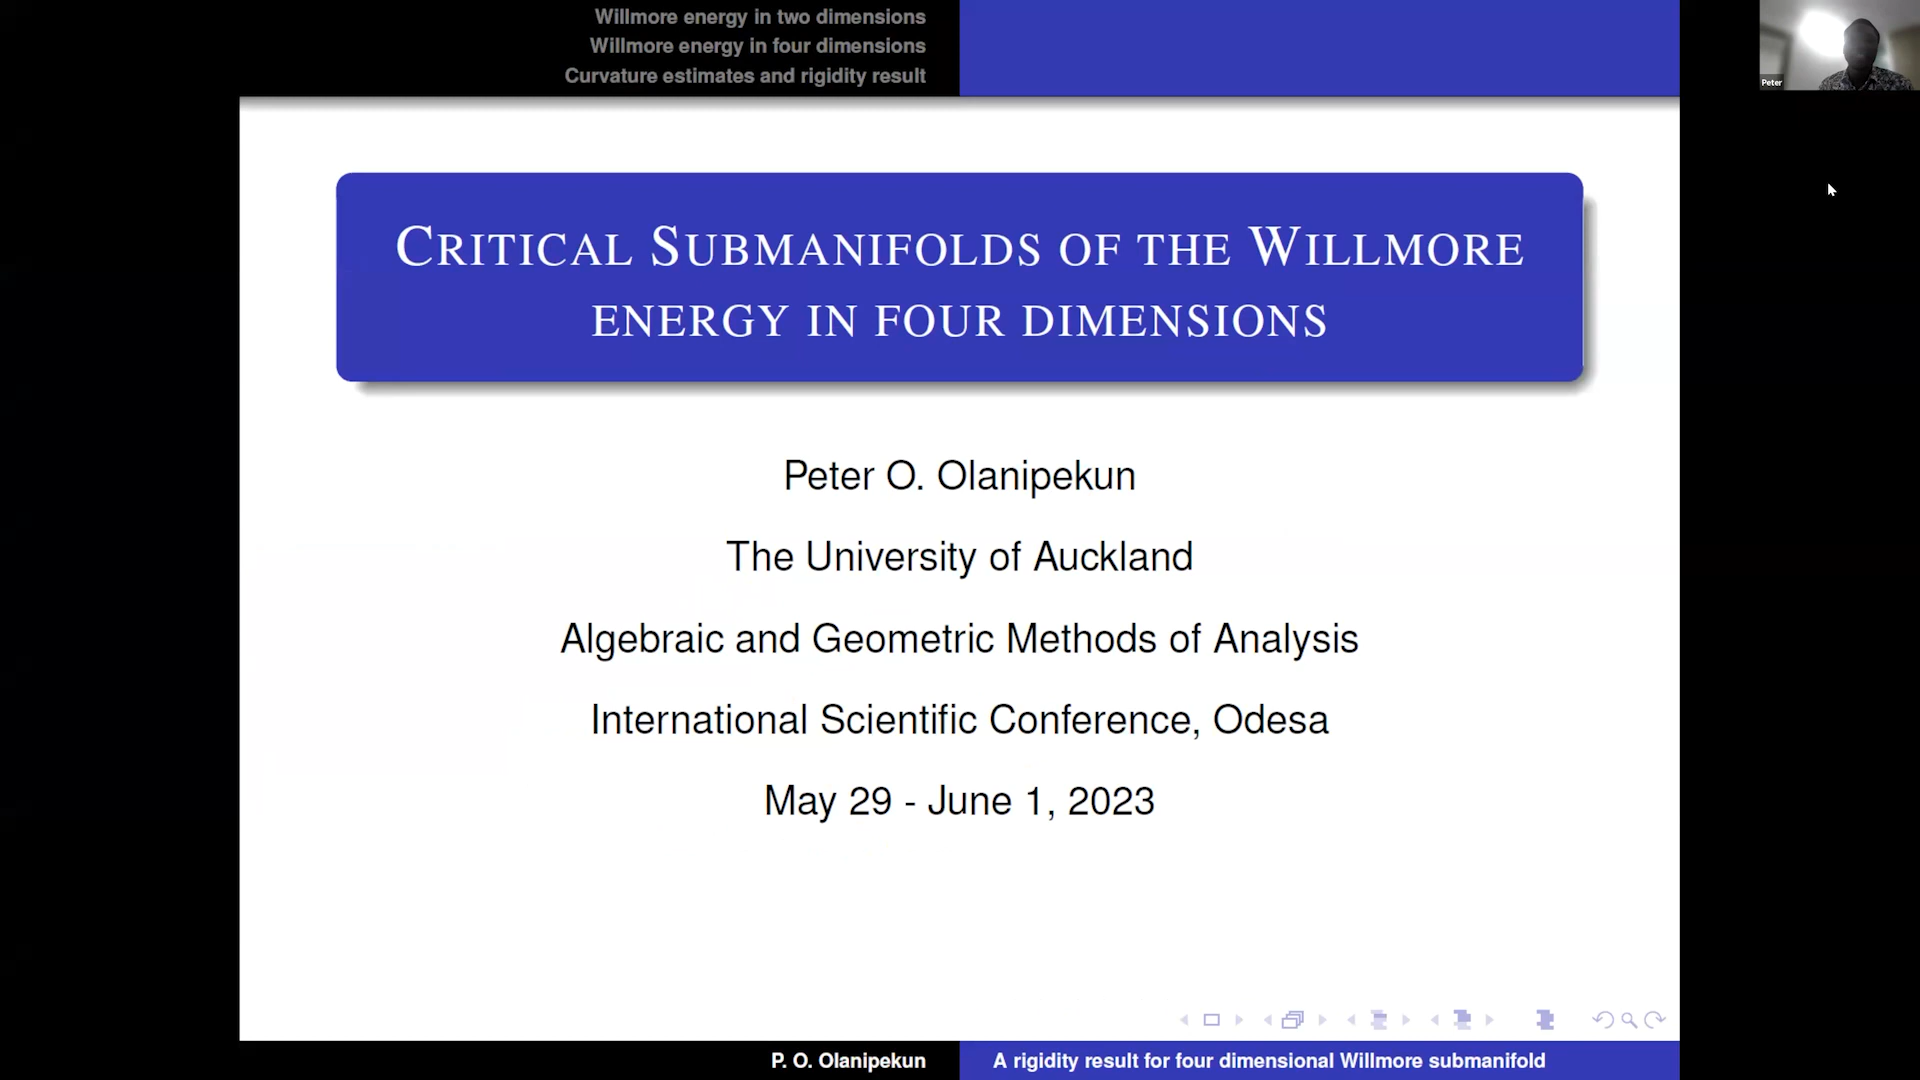 Willmore energy in two dimensions
Willmore energy in four dimensions
Curvature estimates and rigidity result
Peter
CRITICAL SUBMANIFOLDS OF THE WILLMORE
ENERGY IN FOUR DIMENSIONS
Peter O. Olanipekun
The University of Auckland
Algebraic and Geometric Methods of Analysis
International Scientific Conference, Odesa
May 29 - June 1, 2023
P. O. Olanipekun
A rigidity result for four dimensional Willmore submanifold